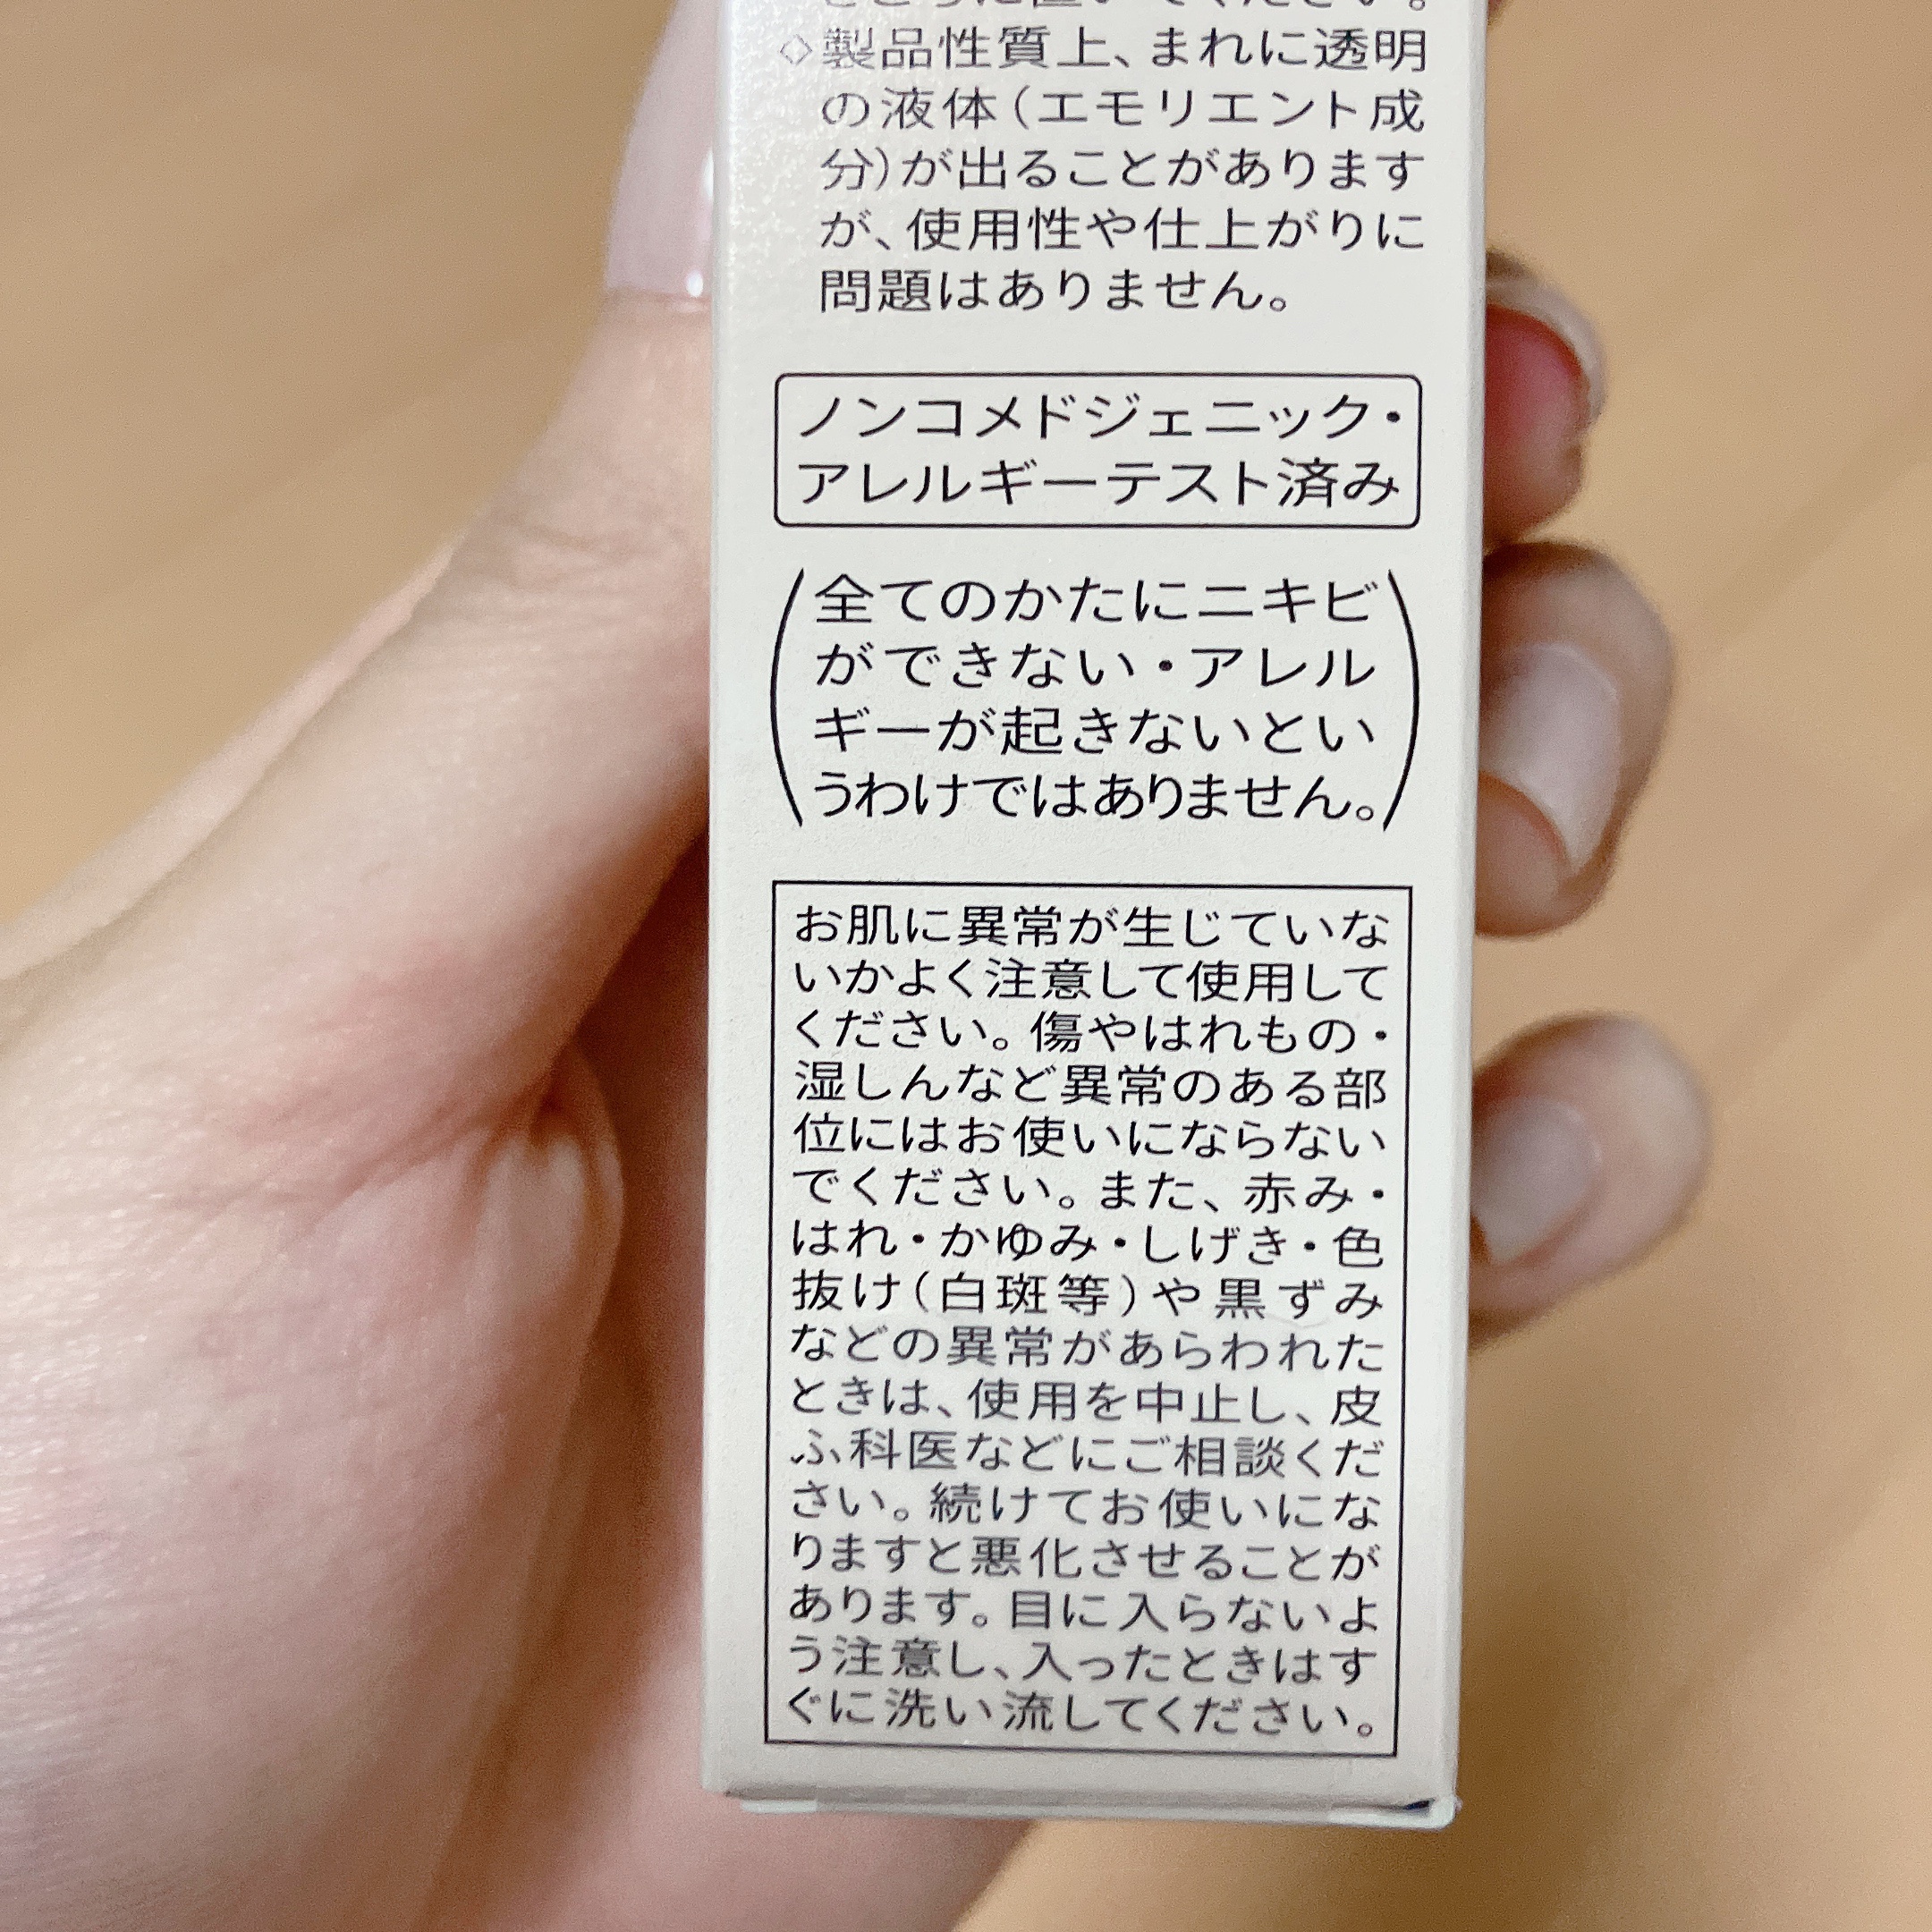 ◇製品性質上、まれに透明
の液体(エモリエント成
分)が出ることがあります
が、使用性や仕上がりに
問題はありません。
ノンコメドジェニック・
アレルギーテスト済み
(全てのかたにニキビ
ができない・アレル
ギーが起きないとい
うわけではありません。)
お肌に異常が生じていな
いかよく注意して使用して
ください。傷やはれもの・
湿しんなど異常のある部
位にはお使いにならない
でください。また、赤み・
はれ・かゆみ・しげき・色
抜け(白斑等)や黒ずみ
などの異常があらわれた
ときは、使用を中止し、皮
ふ科医などにご相談くだ
さい。続けてお使いにな
りますと悪化させることが
あります。目に入らないよ
う注意し、入ったときはす
ぐに洗い流してください。